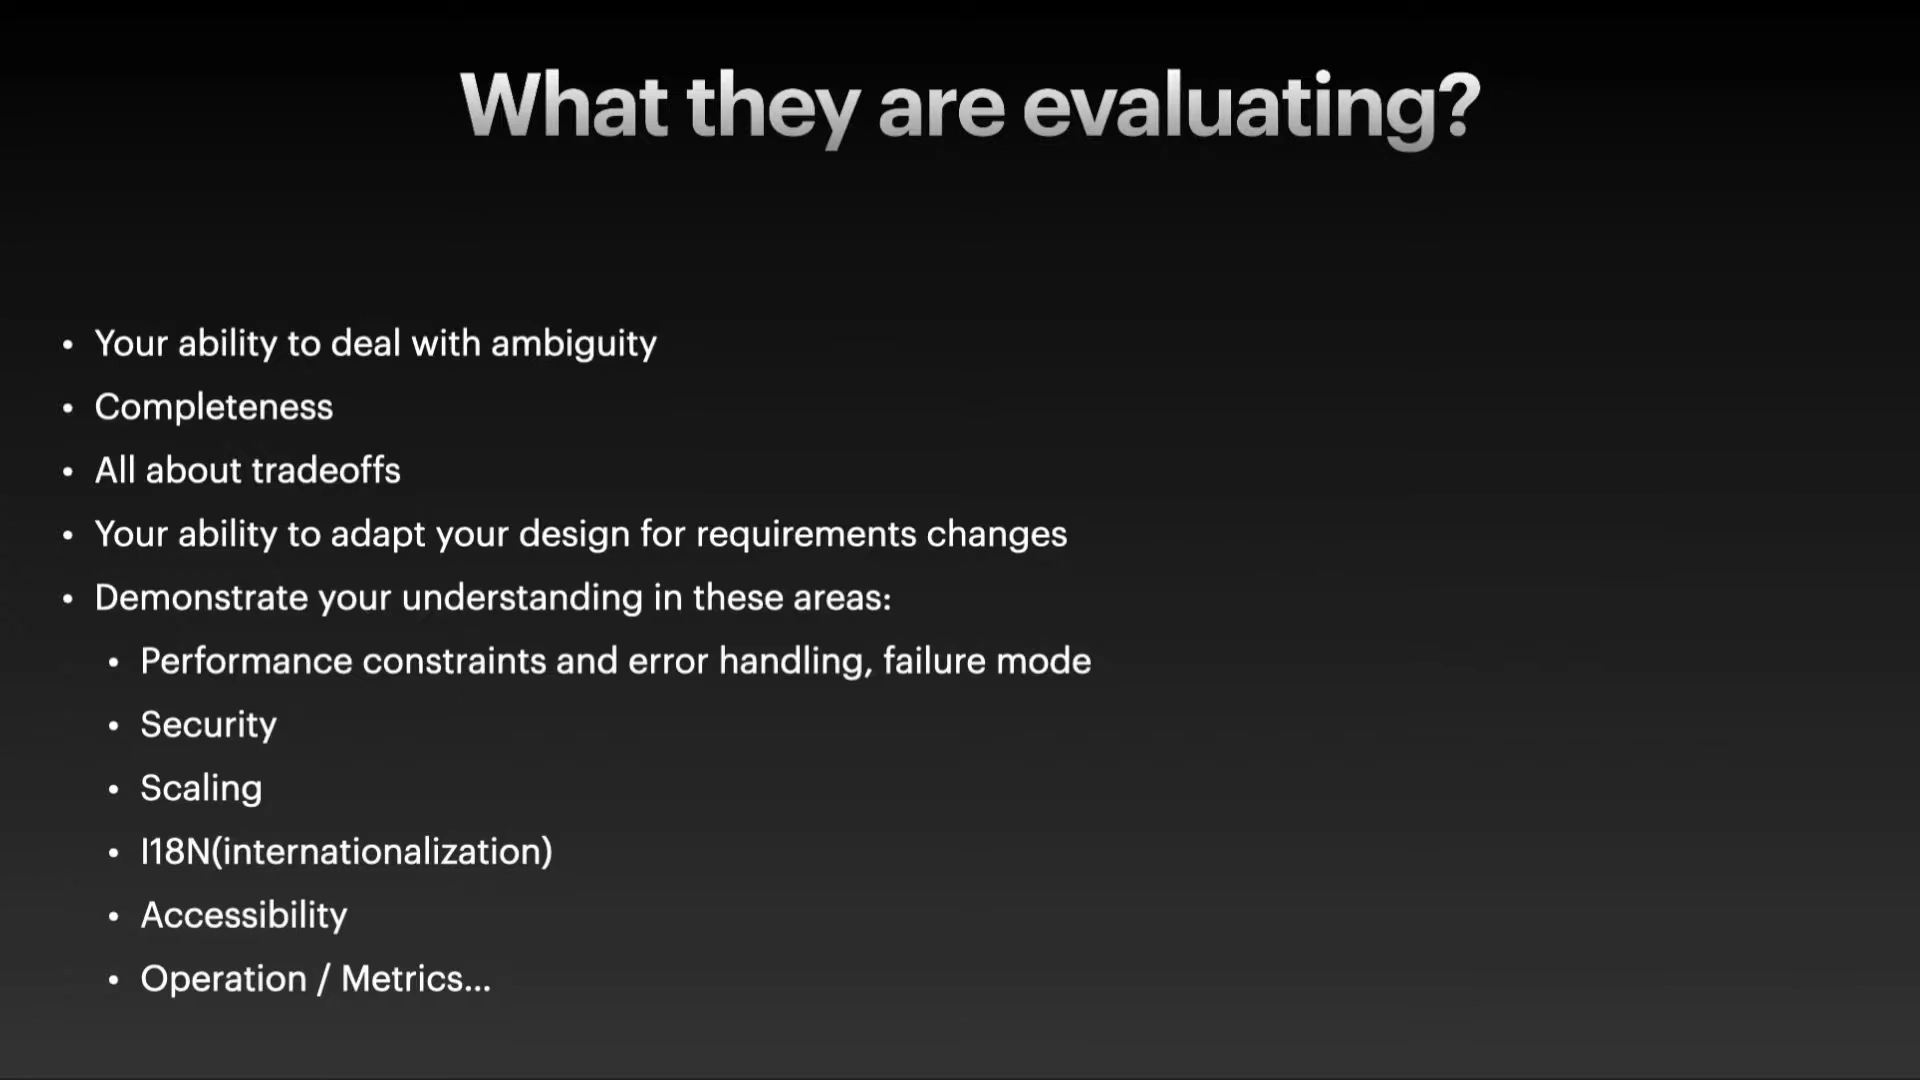 What they are evaluating?
• Your ability to deal with ambiguity
• Completeness
• All about tradeoffs
• Your ability to adapt your design for requirements changes
• Demonstrate your understanding in these areas:
• Performance constraints and error handling, failure mode
• Security
• Scaling
• I18N(internationalization)
• Accessibility
• Operation / Metrics...